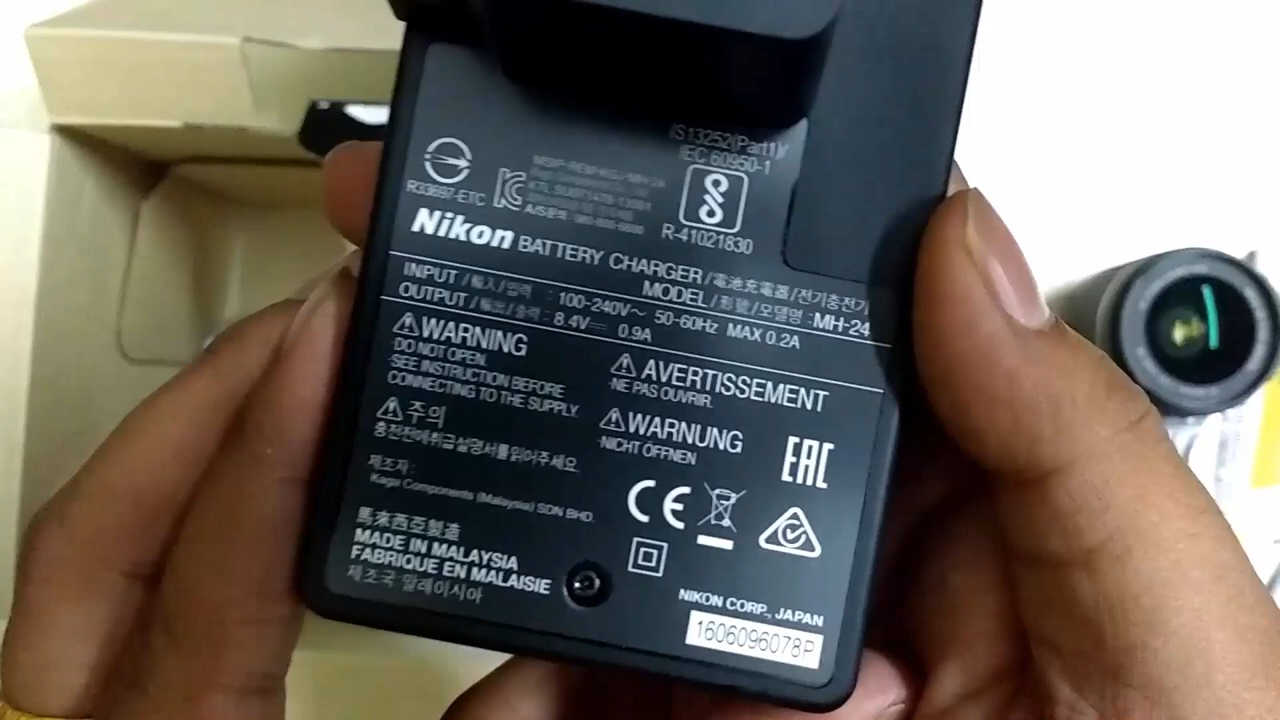 IS13252(Part1)/
IEC 60950-1
R33697-ETC
R-41021830
Nikon BATTERY CHARGER/電池充電器/전기충전기
MODEL/形號/모델명:MH-24
INPUT/輸入/입력 : 100-240V~ 50-60Hz MAX 0.2A
OUTPUT/輸出/출력 : 8.4V⎓ 0.9A
⚠WARNING
·DO NOT OPEN.
·SEE INSTRUCTION BEFORE
CONNECTING TO THE SUPPLY.
⚠AVERTISSEMENT
·NE PAS OUVRIR.
⚠주의
충전전에취급설명서를읽어주세요.
⚠WARNUNG
·NICHT ÖFFNEN
EAC
제조자:
Kaga Components (Malaysia) SDN BHD.
CE
馬來西亞製造
MADE IN MALAYSIA
FABRIQUE EN MALAISIE
제조국 말레이시아
NIKON CORP., JAPAN
1606096078P